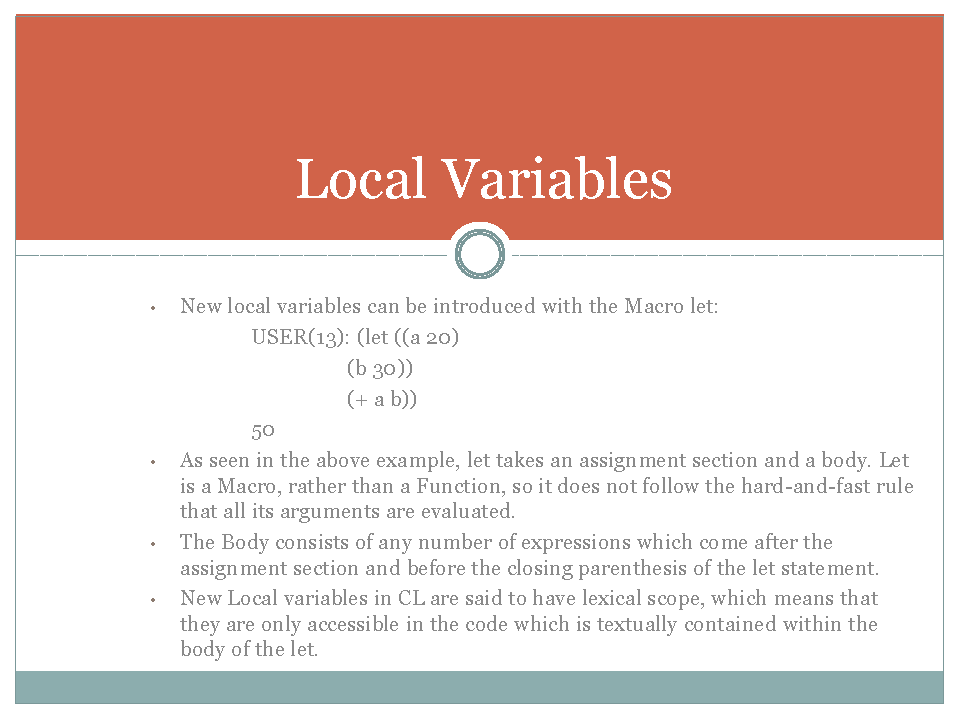 Local Variables
• New local variables can be introduced with the Macro let:
USER(13): (let ((a 20)
(b 30))
(+ a b))
50
• As seen in the above example, let takes an assignment section and a body. Let
is a Macro, rather than a Function, so it does not follow the hard-and-fast rule
that all its arguments are evaluated.
• The Body consists of any number of expressions which come after the
assignment section and before the closing parenthesis of the let statement.
• New Local variables in CL are said to have lexical scope, which means that
they are only accessible in the code which is textually contained within the
body of the let.